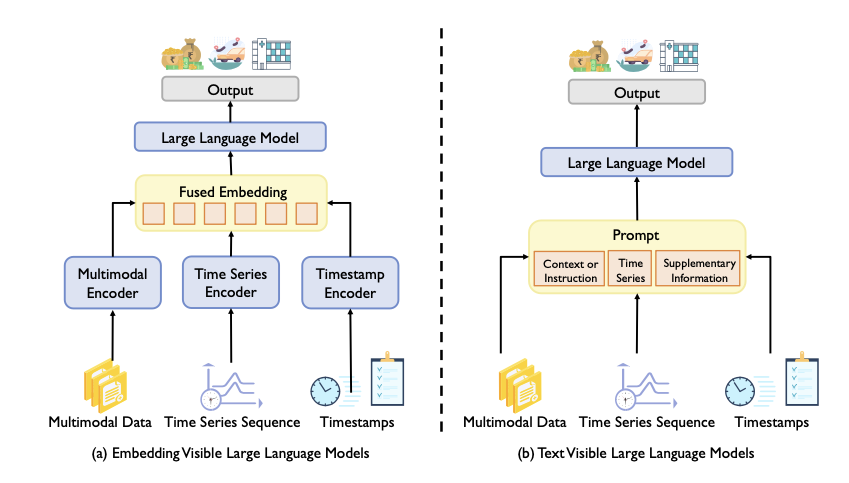 Output
Large Language Model
Fused Embedding
Multimodal
Encoder
Time Series
Encoder
Timestamp
Encoder
Multimodal Data
Time Series Sequence
Timestamps
(a) Embedding Visible Large Language Models
Output
Large Language Model
Prompt
Context or
Instruction
Time
Series
Supplementary
Information
Multimodal Data
Time Series Sequence
Timestamps
(b) Text Visible Large Language Models